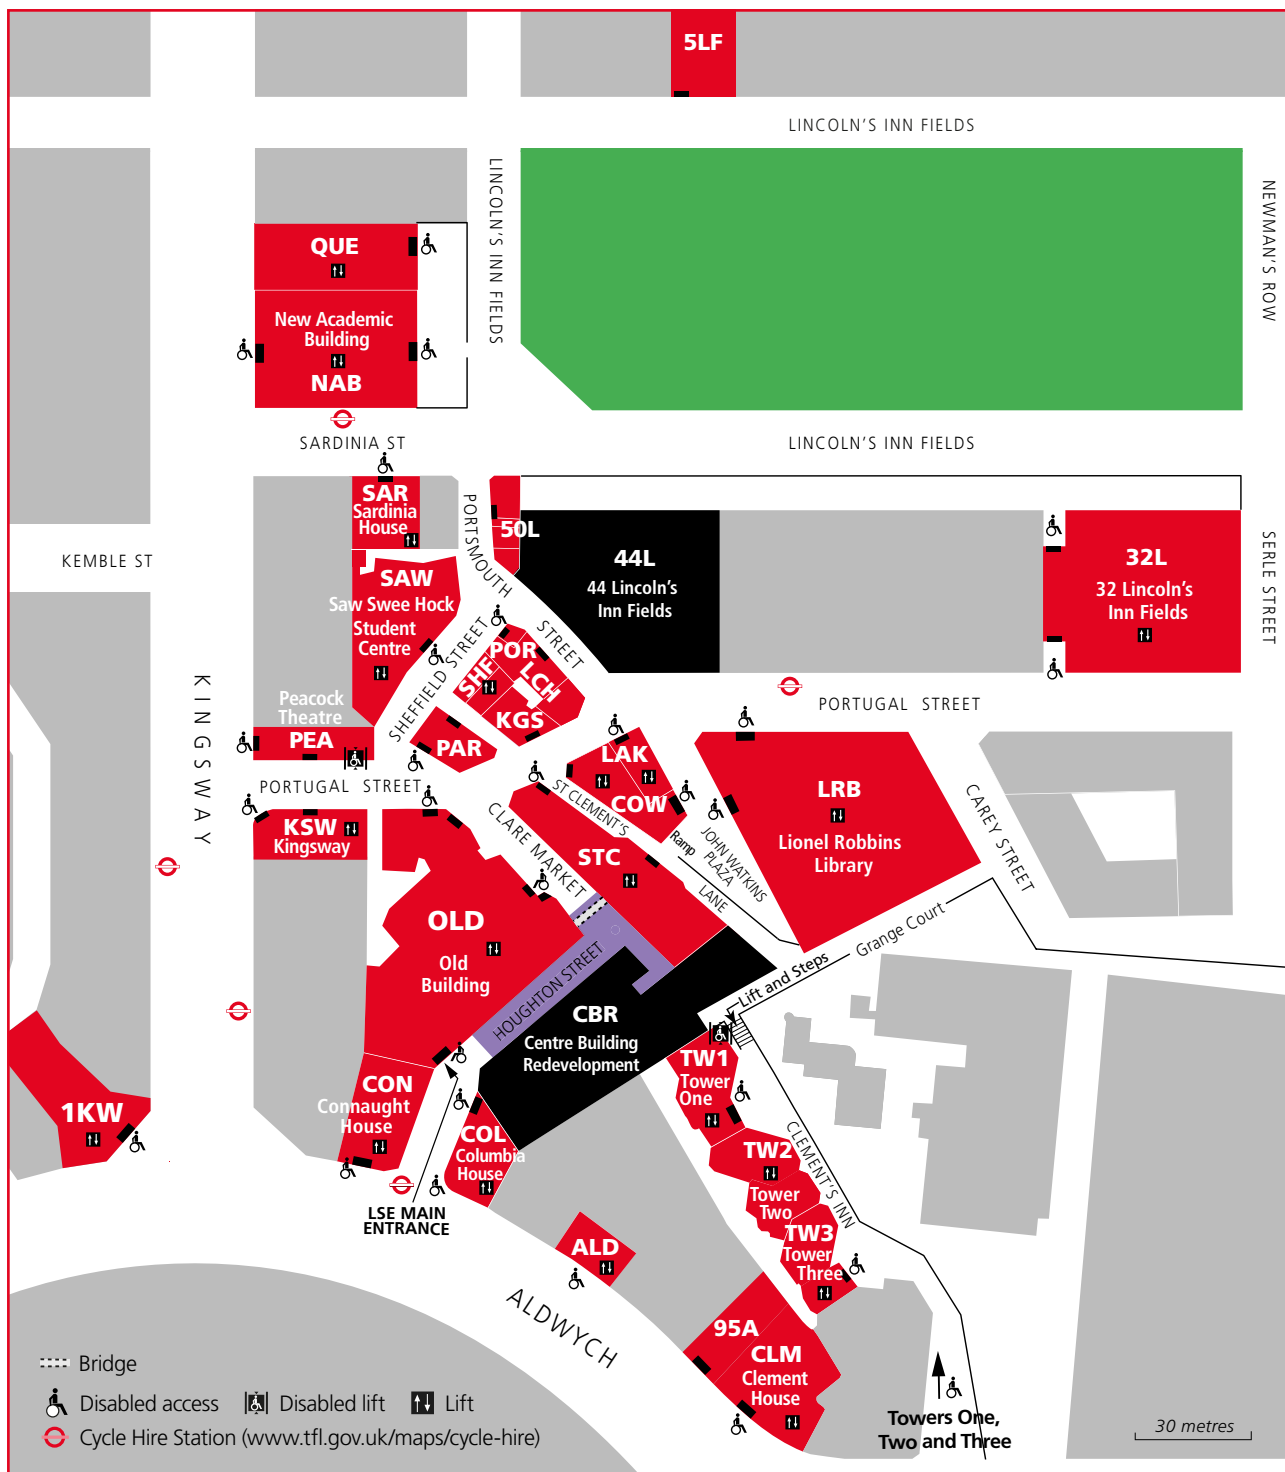 5LF
LINCOLN'S INN FIELDS
LINCOLN'S INN FIELDS
NEWMAN'S ROW
QUE
New Academic
Building
NAB
SARDINIA ST
LINCOLN'S INN FIELDS
SAR
Sardinia
House
PORTSMOUTH
STREET
50L
44L
44 Lincoln's
Inn Fields
32L
32 Lincoln's
Inn Fields
SERLE STREET
KEMBLE ST
SAW
Saw Swee Hock
Student
Centre
SHEFFIELD STREET
POR
SHF
LCH
KGS
KINGSWAY
Peacock
Theatre
PEA
PAR
PORTUGAL STREET
PORTUGAL STREET
LAK
COW
ST CLEMENT'S
LANE
Ramp
JOHN WATKINS
PLAZA
LRB
Lionel Robbins
Library
CAREY STREET
KSW
Kingsway
CLARE MARKET
STC
OLD
Old
Building
HOUGHTON STREET
Grange Court
Lift and Steps
CBR
Centre Building
Redevelopment
TW1
Tower
One
1KW
CON
Connaught
House
COL
Columbia
House
TW2
Tower
Two
CLEMENT'S INN
LSE MAIN
ENTRANCE
TW3
Tower
Three
ALD
ALDWYCH
95A
CLM
Clement
House
Bridge
Disabled access
Disabled lift
Lift
Cycle Hire Station (www.tfl.gov.uk/maps/cycle-hire)
Towers One,
Two and Three
30 metres